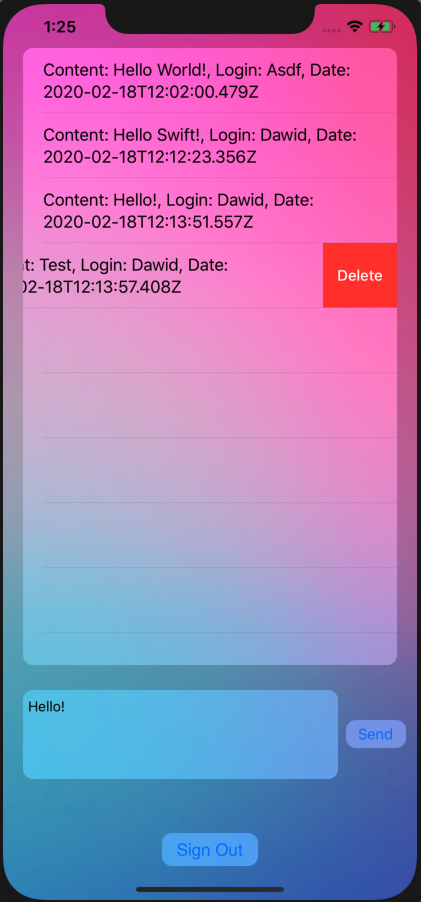 1:25
Content: Hello World!, Login: Asdf, Date:
2020-02-18T12:02:00.479Z
Content: Hello Swift!, Login: Dawid, Date:
2020-02-18T12:12:23.356Z
Content: Hello!, Login: Dawid, Date:
2020-02-18T12:13:51.557Z
t: Test, Login: Dawid, Date:
02-18T12:13:57.408Z
Delete
Hello!
Send
Sign Out